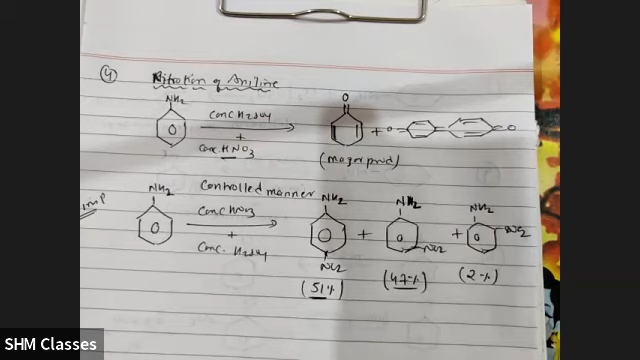 ④ Nitration of Aniline
NH₂
Conc H₂SO₄
+
Conc. HNO₃
O
+ O= =O
(major prod)
Imp
NH₂
Controlled manner
Conc HNO₃
+
Conc. H₂SO₄
NH₂
NO₂
(51%)
+
NH₂
NO₂
(47%)
+
NH₂
NO₂
(2%)
SHM Classes